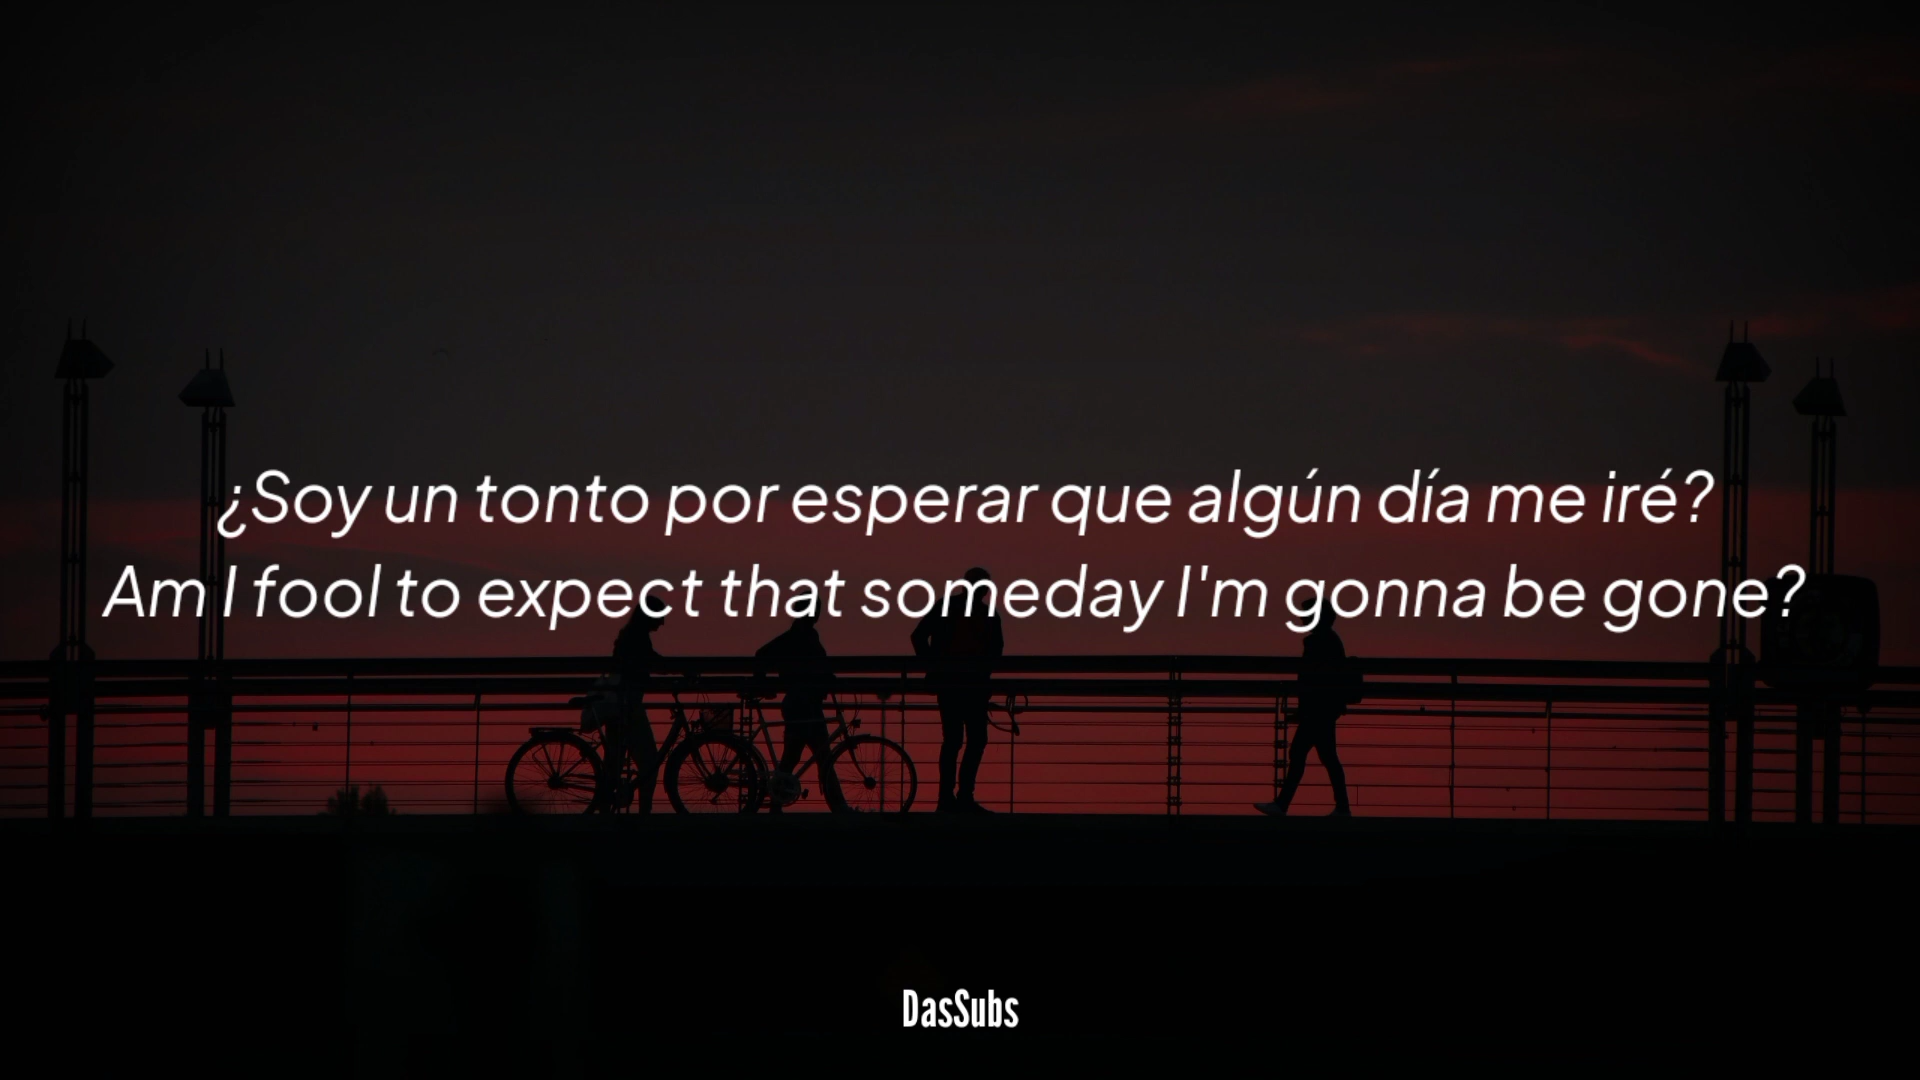 ¿Soy un tonto por esperar que algún día me iré?
Am I fool to expect that someday I'm gonna be gone?
DasSubs